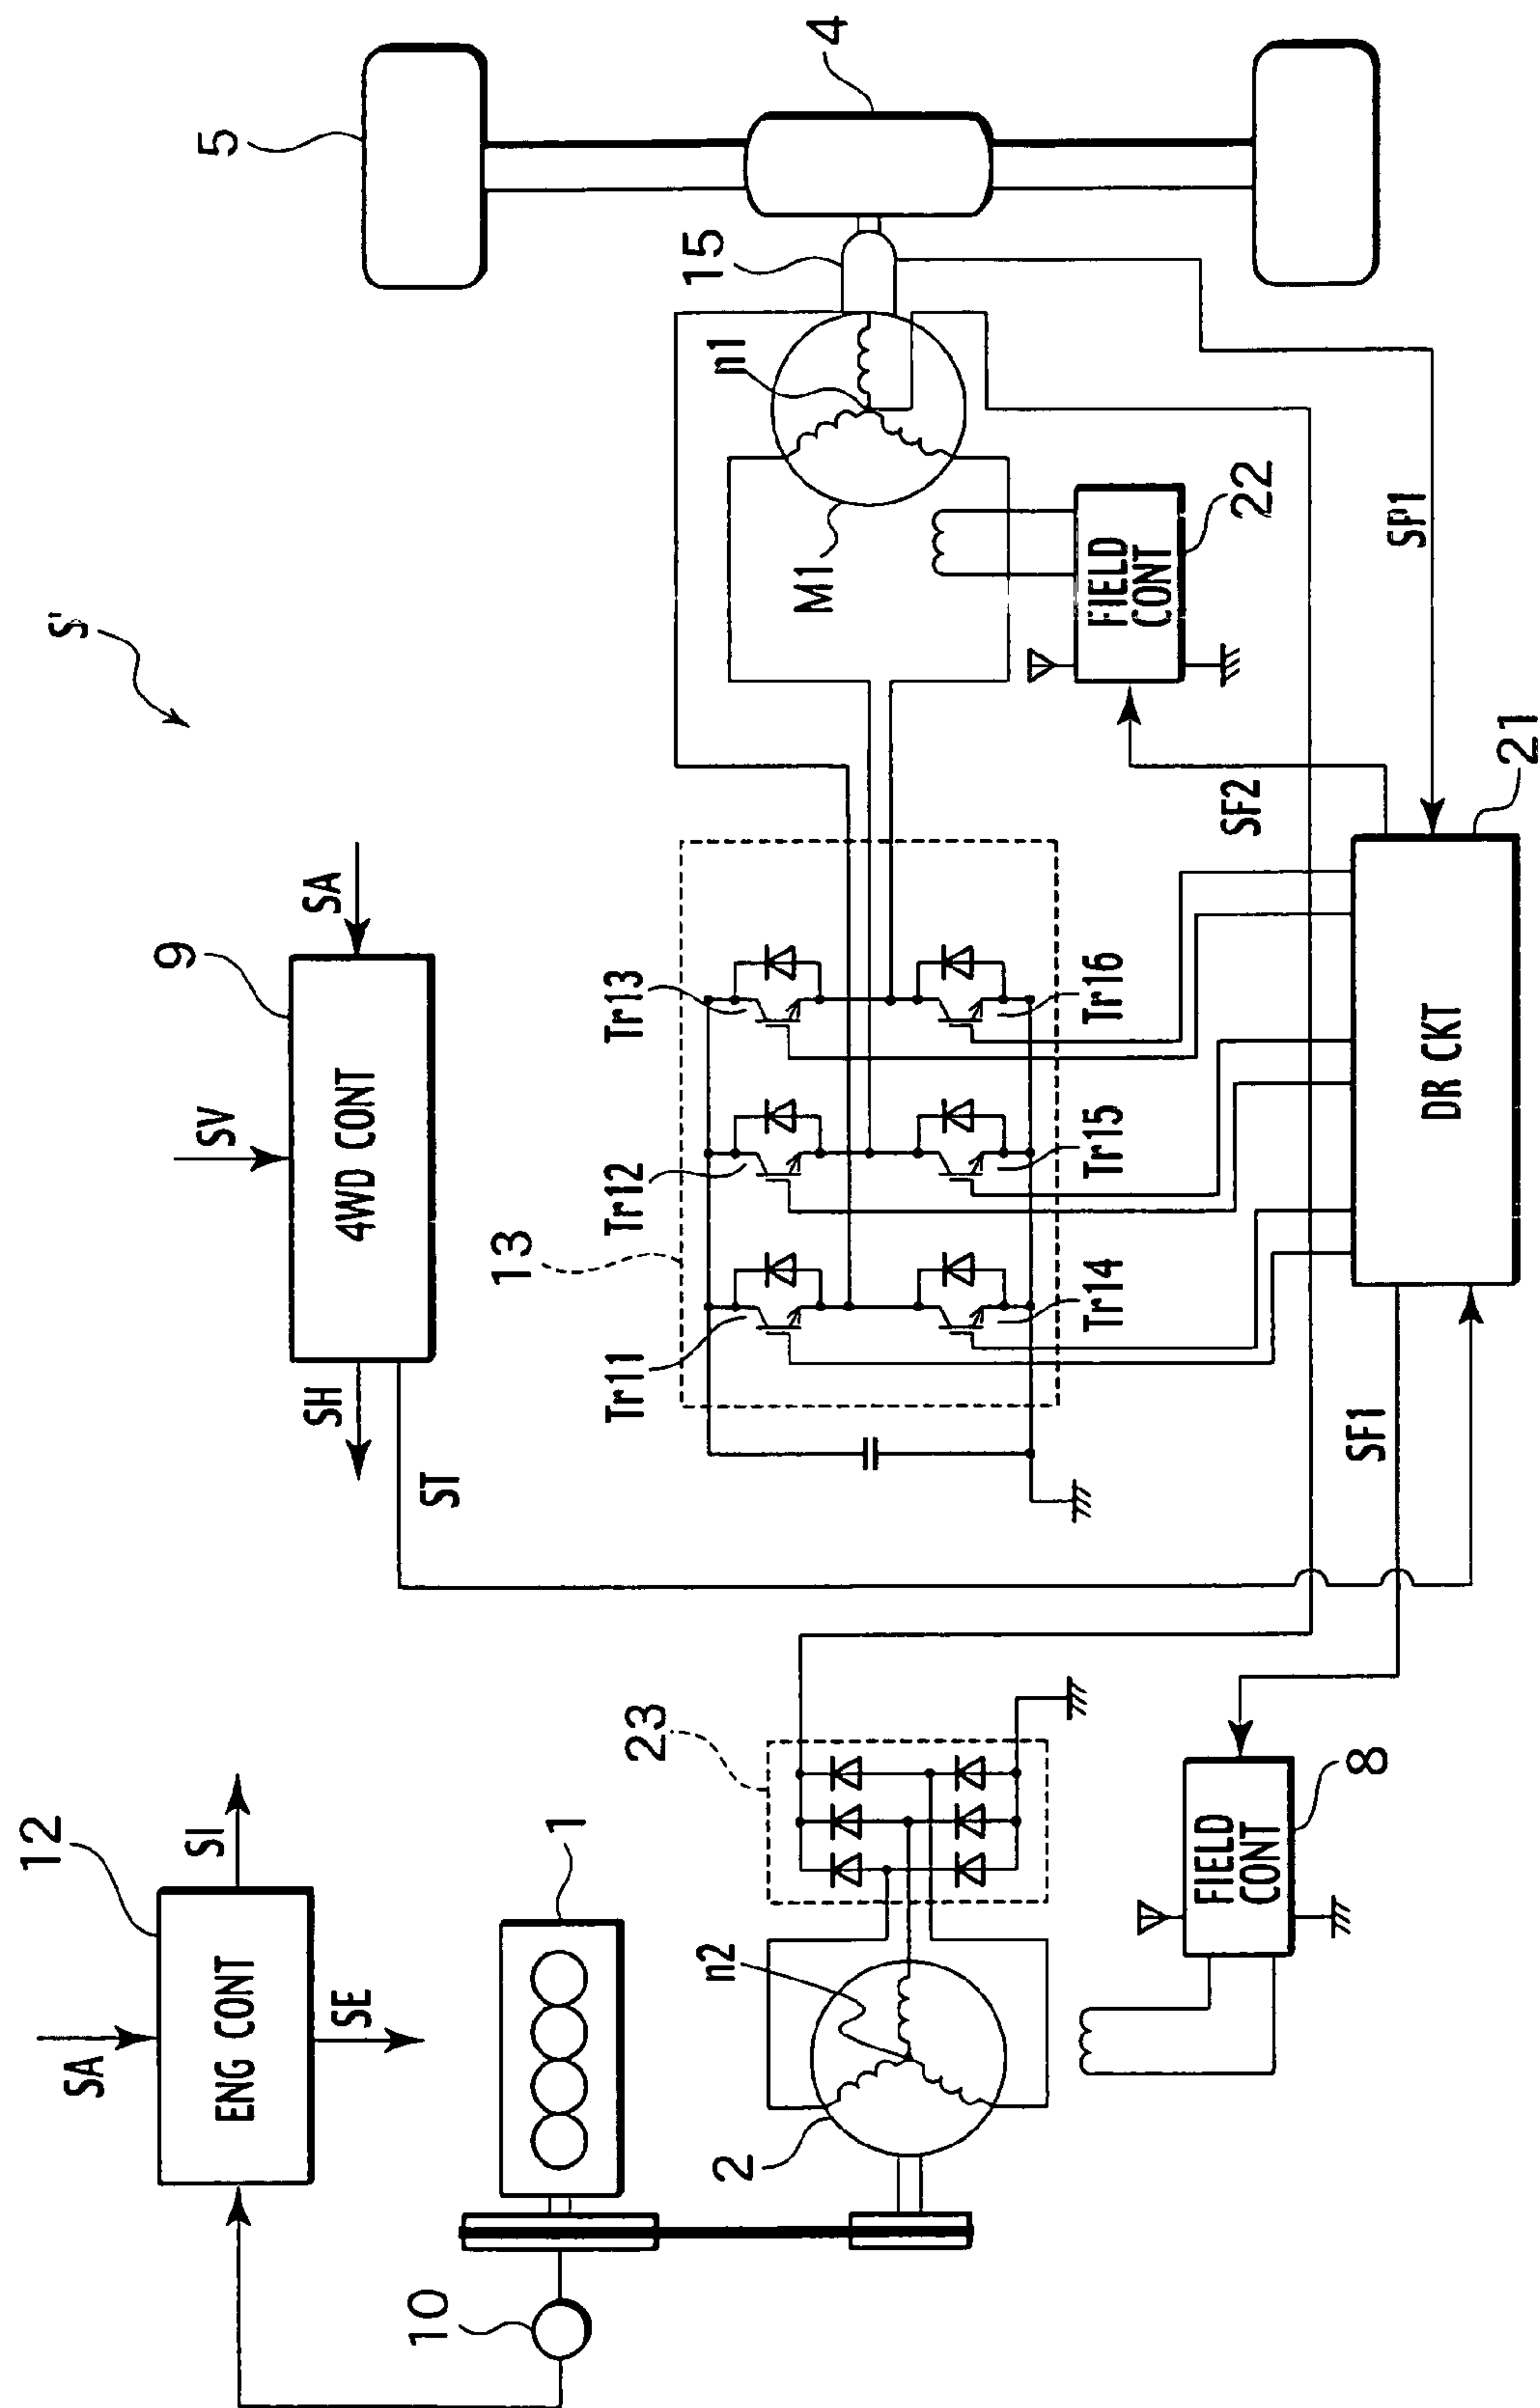 S'
12
SA
ENG CONT
SI
SE
9
SV
4WD CONT
SA
SH
ST
1
10
13
Tr11
Tr12
Tr13
Tr14
Tr15
Tr16
M1
n1
15
5
4
23
n2
2
FIELD
CONT
22
SF2
SP1
FIELD
CONT
8
SF1
DR CKT
21